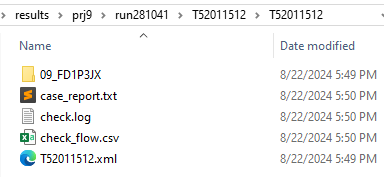 results > prj9 > run281041 > T52011512 > T52011512
Name Date modified
09_FD1P3JX 8/22/2024 5:49 PM
case_report.txt 8/22/2024 5:50 PM
check.log 8/22/2024 5:50 PM
check_flow.csv 8/22/2024 5:50 PM
T52011512.xml 8/22/2024 5:49 PM